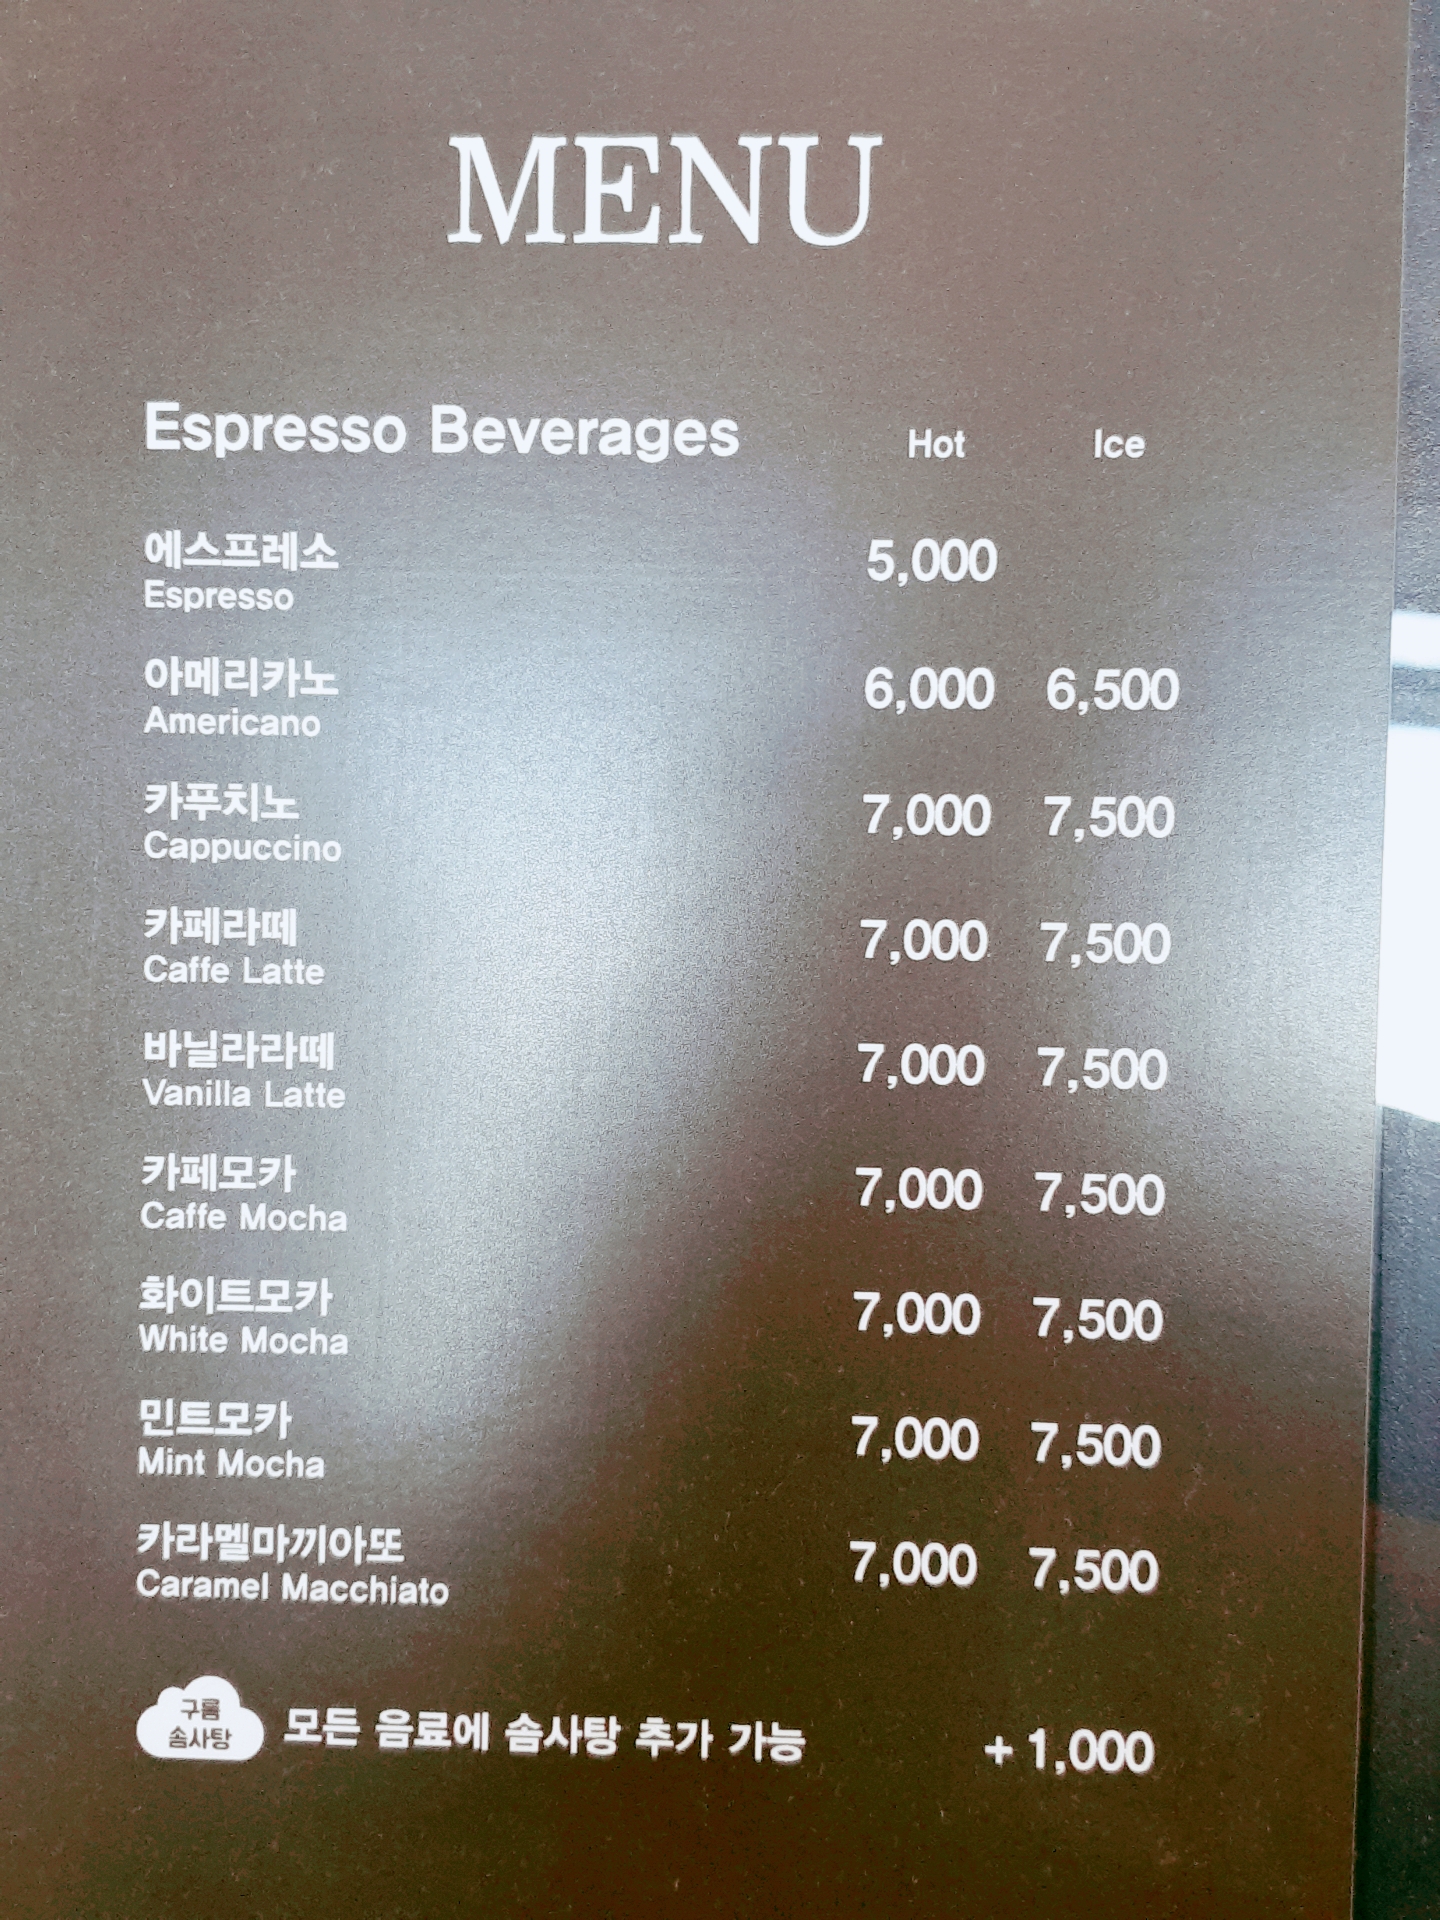 MENU
Espresso Beverages Hot Ice
에스프레소 5,000
Espresso
아메리카노 6,000 6,500
Americano
카푸치노 7,000 7,500
Cappuccino
카페라떼 7,000 7,500
Caffe Latte
바닐라라떼 7,000 7,500
Vanilla Latte
카페모카 7,000 7,500
Caffe Mocha
화이트모카 7,000 7,500
White Mocha
민트모카 7,000 7,500
Mint Mocha
카라멜마끼아또 7,000 7,500
Caramel Macchiato
구름
솜사탕
모든 음료에 솜사탕 추가 가능 + 1,000